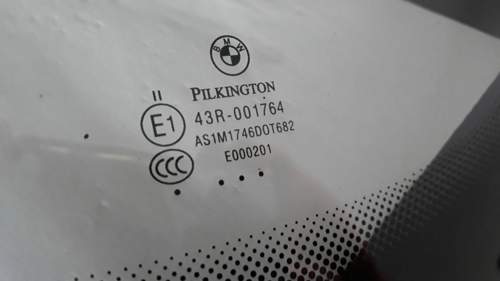 BMW
II
PILKINGTON
E1 43R-001764
AS1M1746DOT682
CCC E000201